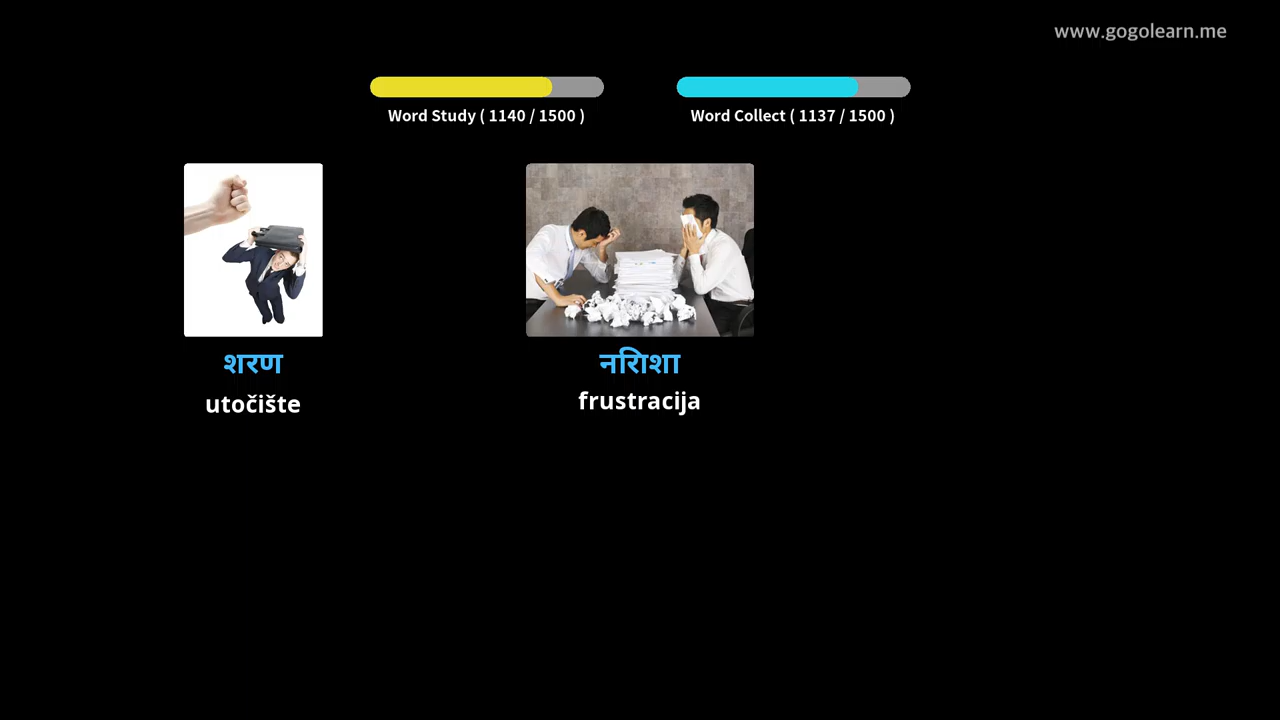 www.gogolearn.me
Word Study ( 1140 / 1500 )
Word Collect ( 1137 / 1500 )
शरण
निराशा
utočište
frustracija